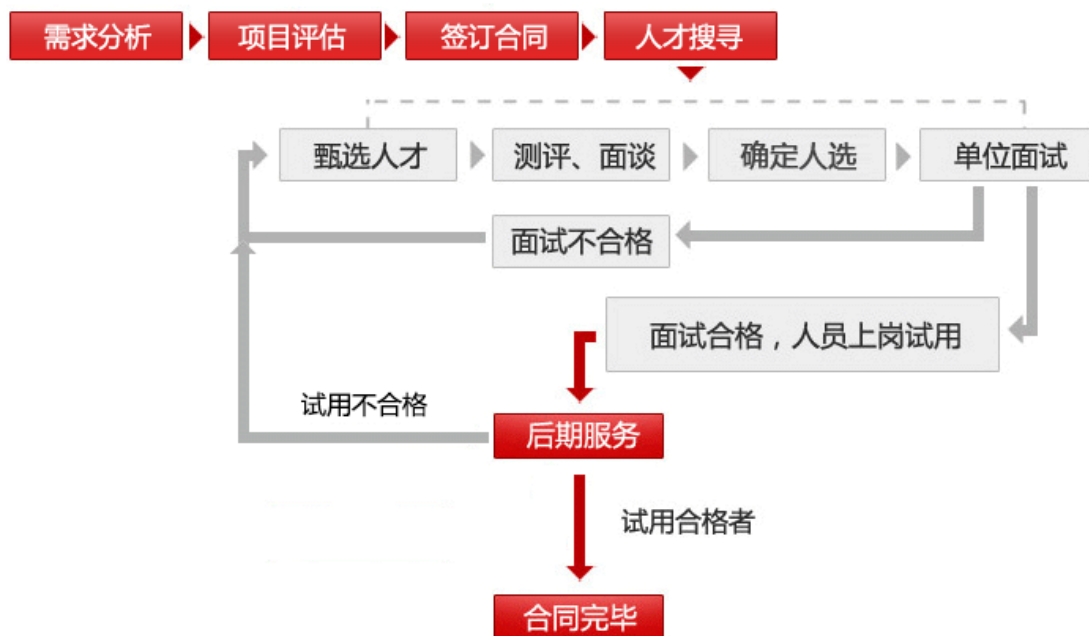 需求分析
项目评估
签订合同
人才搜寻
甄选人才
测评、面谈
确定人选
单位面试
面试不合格
面试合格，人员上岗试用
试用不合格
后期服务
试用合格者
合同完毕